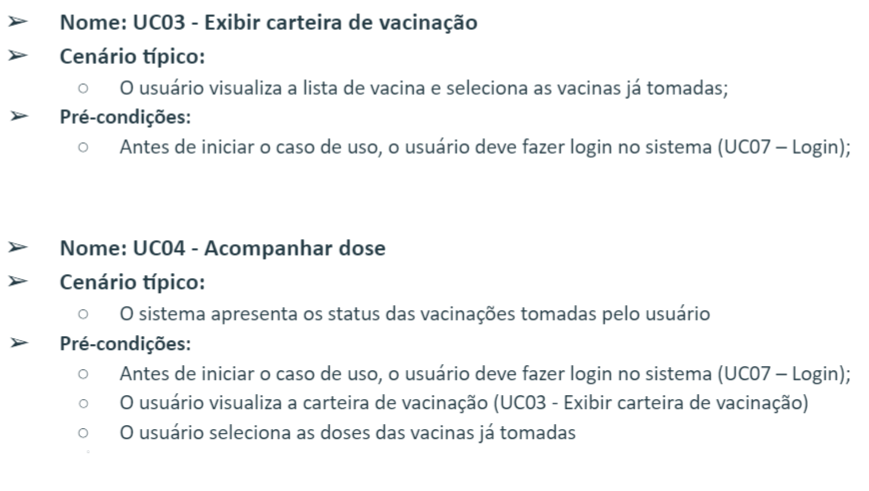 ➢ Nome: UC03 - Exibir carteira de vacinação
➢ Cenário típico:
○ O usuário visualiza a lista de vacina e seleciona as vacinas já tomadas;
➢ Pré-condições:
○ Antes de iniciar o caso de uso, o usuário deve fazer login no sistema (UC07 – Login);
➢ Nome: UC04 - Acompanhar dose
➢ Cenário típico:
○ O sistema apresenta os status das vacinações tomadas pelo usuário
➢ Pré-condições:
○ Antes de iniciar o caso de uso, o usuário deve fazer login no sistema (UC07 – Login);
○ O usuário visualiza a carteira de vacinação (UC03 - Exibir carteira de vacinação)
○ O usuário seleciona as doses das vacinas já tomadas